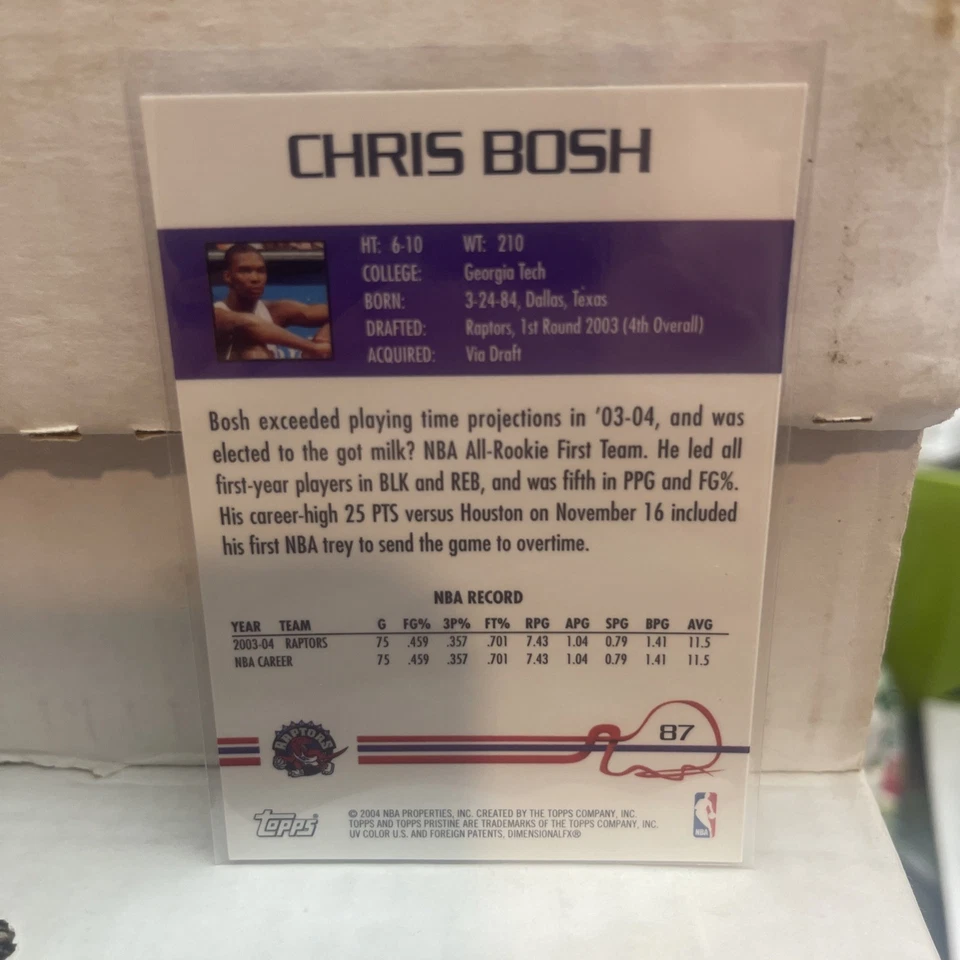 CHRIS BOSH
HT: 6-10 WT: 210
COLLEGE: Georgia Tech
BORN: 3-24-84, Dallas, Texas
DRAFTED: Raptors, 1st Round 2003 (4th Overall)
ACQUIRED: Via Draft
Bosh exceeded playing time projections in '03-04, and was
elected to the got milk? NBA All-Rookie First Team. He led all
first-year players in BLK and REB, and was fifth in PPG and FG%.
His career-high 25 PTS versus Houston on November 16 included
his first NBA trey to send the game to overtime.
NBA RECORD
YEAR TEAM G FG% 3P% FT% RPG APG SPG BPG AVG
2003-04 RAPTORS 75 .459 .357 .701 7.43 1.04 0.79 1.41 11.5
NBA CAREER 75 .459 .357 .701 7.43 1.04 0.79 1.41 11.5
RAPTORS
87
topps®
© 2004 NBA PROPERTIES, INC. CREATED BY THE TOPPS COMPANY, INC.
TOPPS AND TOPPS PRISTINE ARE TRADEMARKS OF THE TOPPS COMPANY, INC.
UV COLOR U.S. AND FOREIGN PATENTS, DIMENSIONALFX®
NBA